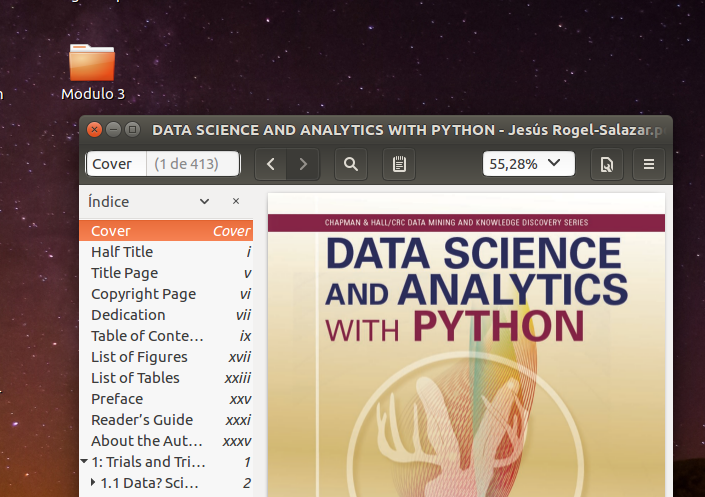 Modulo 3
DATA SCIENCE AND ANALYTICS WITH PYTHON - Jesús Rogel-Salazar.p
Cover (1 de 413) 55,28%
Índice
Cover Cover
Half Title i
Title Page v
Copyright Page vi
Dedication vii
Table of Conte... ix
List of Figures xvii
List of Tables xxiii
Preface xxv
Reader's Guide xxxi
About the Aut... xxxv
1: Trials and Tri... 1
1.1 Data? Sci... 2
CHAPMAN & HALL/CRC DATA MINING AND KNOWLEDGE DISCOVERY SERIES
DATA SCIENCE
AND ANALYTICS
WITH PYTHON